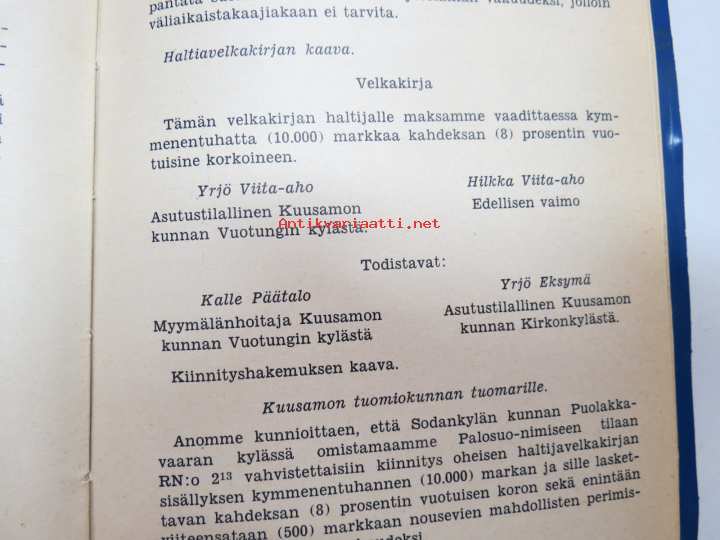 väliaikaistakaajiakaan ei tarvita.
Haltiavelkakirjan kaava.
Velkakirja
Tämän velkakirjan haltijalle maksamme vaadittaessa kym-
menentuhatta (10.000) markkaa kahdeksan (8) prosentin vuo-
tuisine korkoineen.
Yrjö Viita-aho
Hilkka Viita-aho
Asutustilallinen Kuusamon
Edellisen vaimo
kunnan Vuotungin kylästä.
Antikvariaatti.net
Todistavat:
Kalle Päätalo
Yrjö Eksymä
Myymälänhoitaja Kuusamon
Asutustilallinen Kuusamon
kunnan Vuotungin kylästä
kunnan Kirkonkylästä.
Kiinnityshakemuksen kaava.
Kuusamon tuomiokunnan tuomarille.
Anomme kunnioittaen, että Sodankylän kunnan Puolakka-
vaaran kylässä omistamaamme Palosuo-nimiseen tilaan
RN:o 2¹³ vahvistettaisiin kiinnitys oheisen haltijavelkakirjan
sisällyksen kymmenentuhannen (10.000) markan ja sille lasket-
tavan kahdeksan (8) prosentin vuotuisen koron sekä enintään
viiteensataan (500) markkaan nousevien mahdollisten perimis-